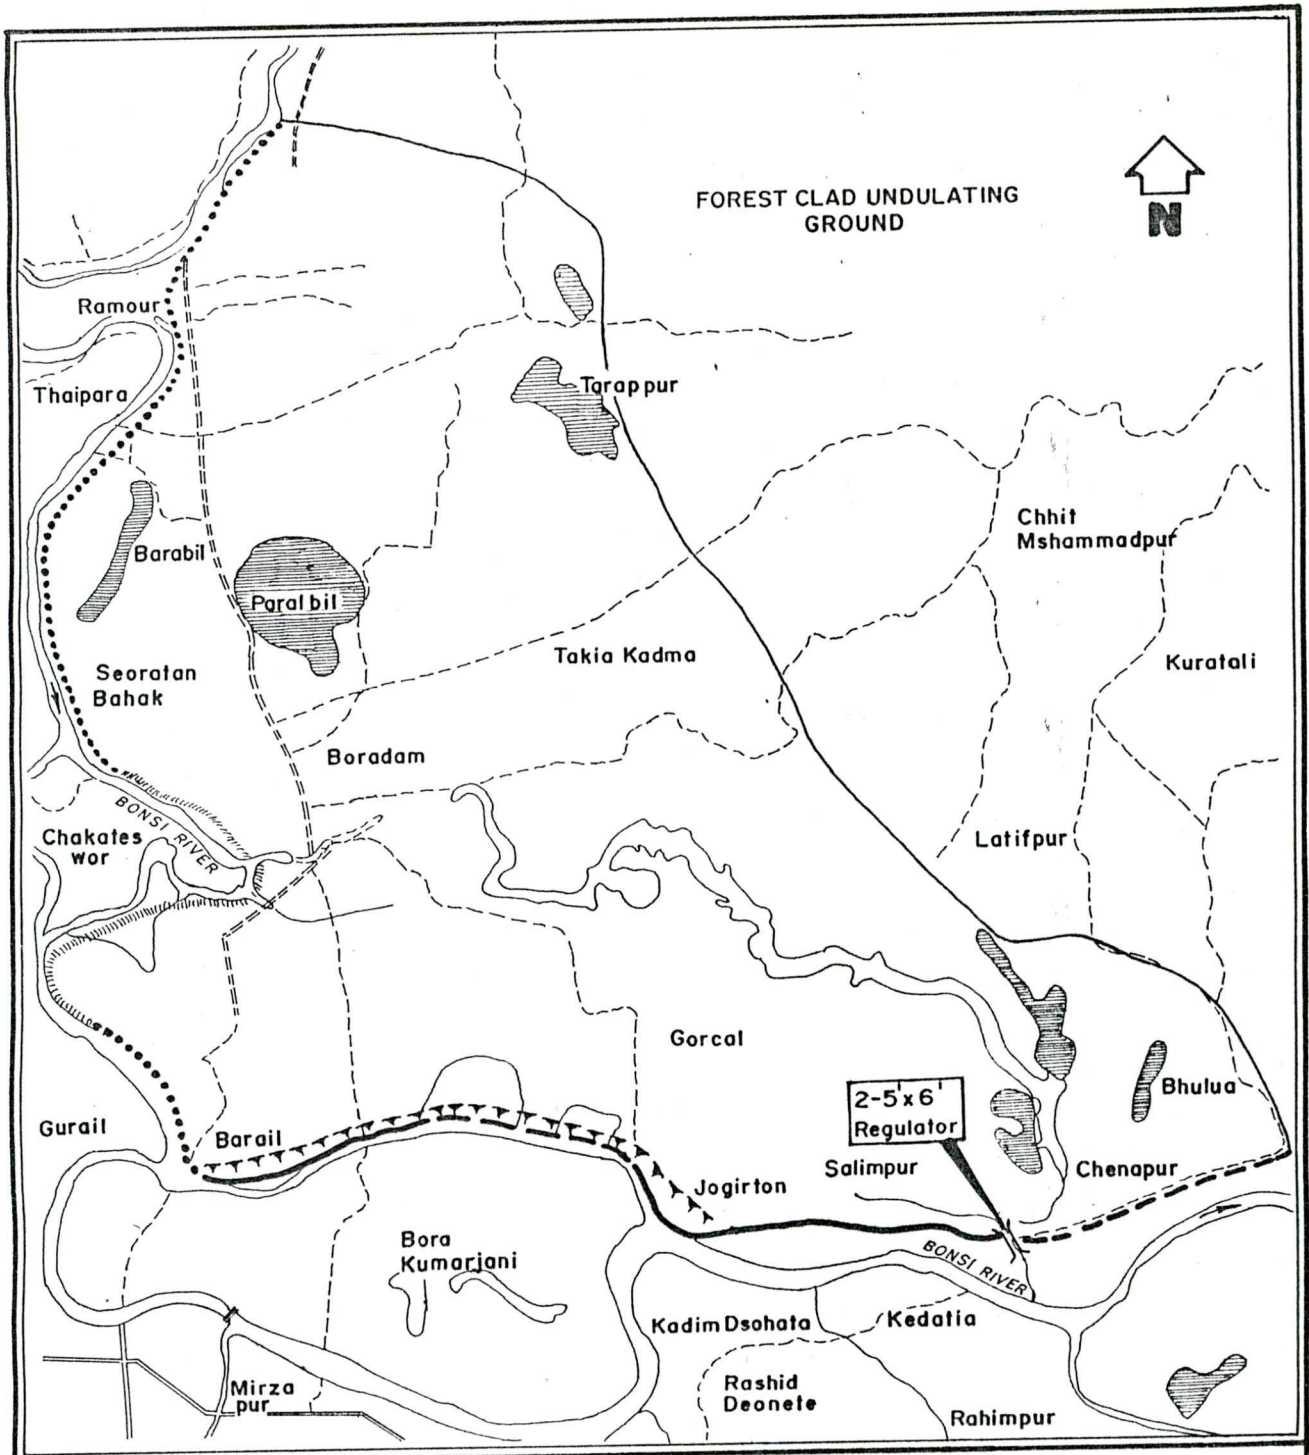 FOREST CLAD UNDULATING
GROUND
N
Ramour
Thaipara
Tarappur
Chhit
Mshammadpur
Barabil
Paralbil
Takia Kadma
Kuratali
Seoratan
Bahak
Boradam
BONSI RIVER
Chakates
wor
Latifpur
Gorcal
Bhulua
2-5'x6'
Regulator
Gurail
Barail
Salimpur
Chenapur
Jogirton
Bora
Kumarjani
BONSI RIVER
Kadim Dsohata
Kedatia
Mirza
pur
Rashid
Deonete
Rahimpur